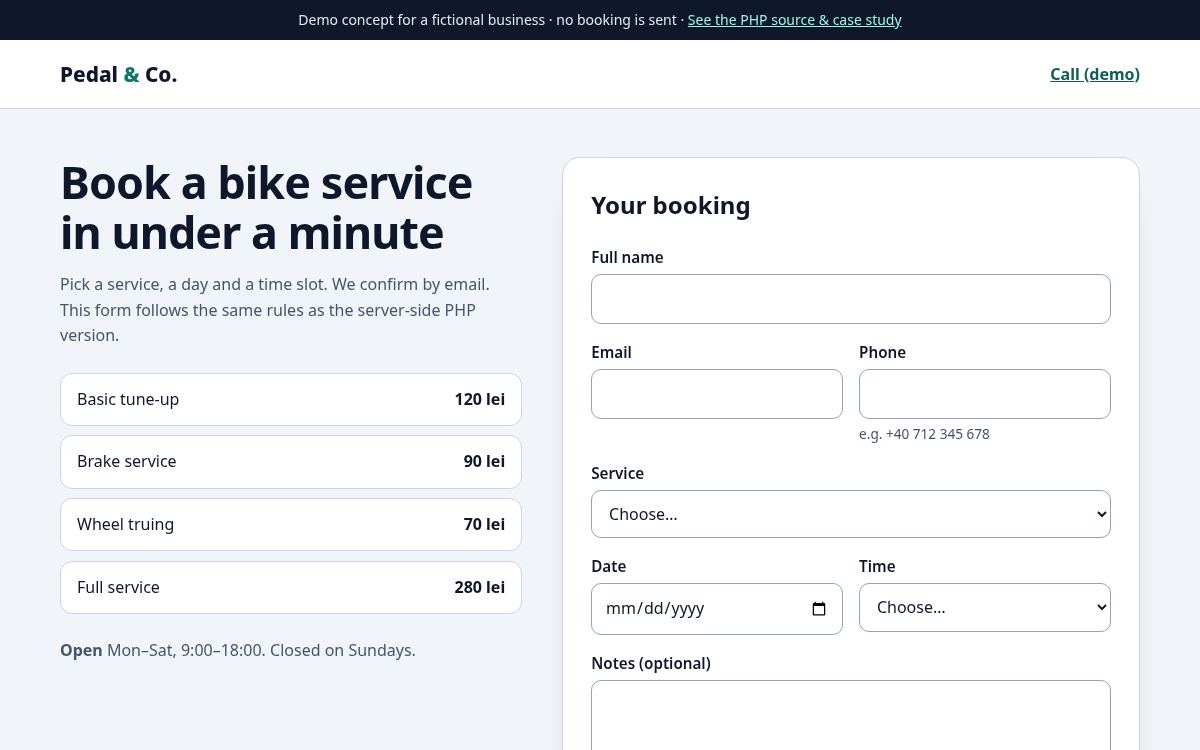 Demo concept for a fictional business · no booking is sent · See the PHP source & case study
Pedal & Co.
Call (demo)
Book a bike service
in under a minute
Pick a service, a day and a time slot. We confirm by email.
This form follows the same rules as the server-side PHP
version.
Basic tune-up 120 lei
Brake service 90 lei
Wheel truing 70 lei
Full service 280 lei
Open Mon–Sat, 9:00–18:00. Closed on Sundays.
Your booking
Full name
Email
Phone
e.g. +40 712 345 678
Service
Choose...
Date
Time
mm/dd/yyyy
Choose...
Notes (optional)